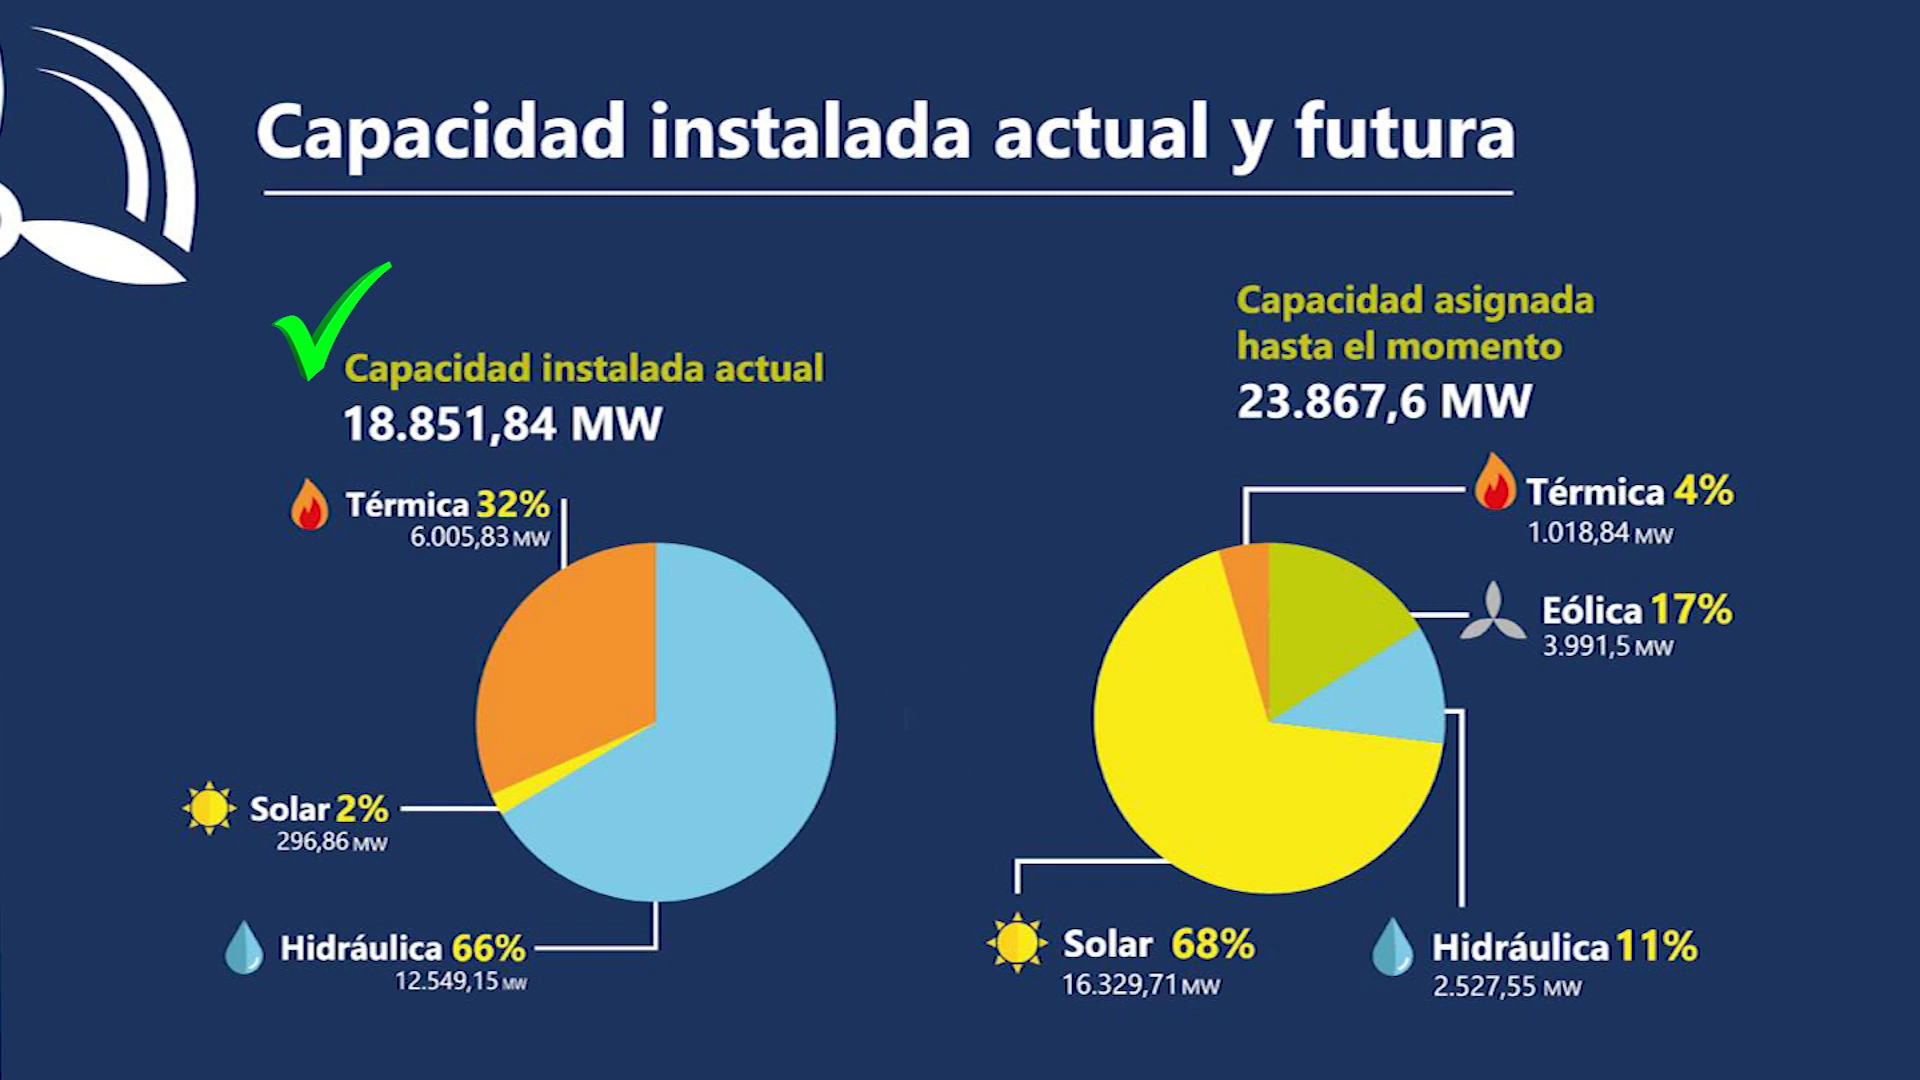 Capacidad instalada actual y futura
Capacidad instalada actual
18.851,84 MW
Térmica 32%
6.005,83 MW
Solar 2%
296,86 MW
Hidráulica 66%
12.549,15 MW
Capacidad asignada
hasta el momento
23.867,6 MW
Térmica 4%
1.018,84 MW
Eólica 17%
3.991,5 MW
Solar 68%
16.329,71 MW
Hidráulica 11%
2.527,55 MW